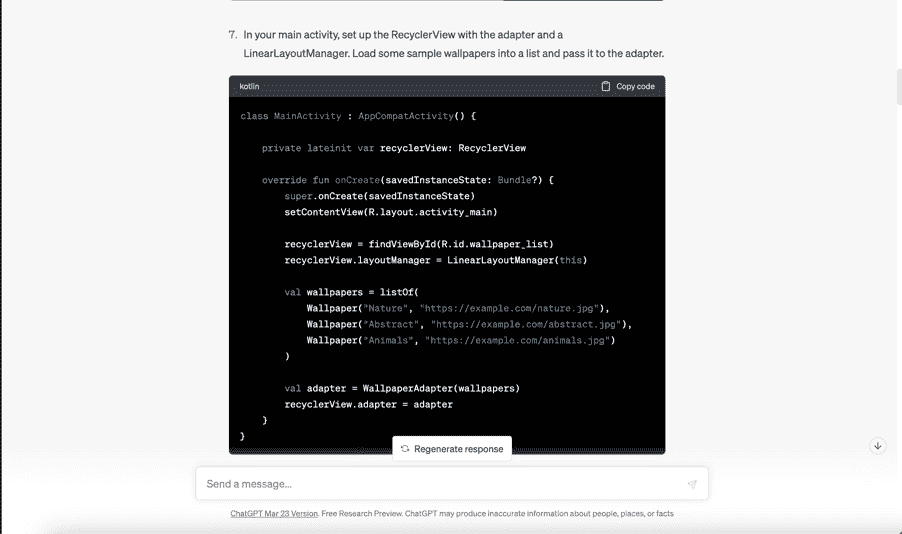 7. In your main activity, set up the RecyclerView with the adapter and a
LinearLayoutManager. Load some sample wallpapers into a list and pass it to the adapter.
kotlin Copy code
class MainActivity : AppCompatActivity() {
    private lateinit var recyclerView: RecyclerView
    override fun onCreate(savedInstanceState: Bundle?) {
        super.onCreate(savedInstanceState)
        setContentView(R.layout.activity_main)
        recyclerView = findViewById(R.id.wallpaper_list)
        recyclerView.layoutManager = LinearLayoutManager(this)
        val wallpapers = listOf(
            Wallpaper("Nature", "https://example.com/nature.jpg"),
            Wallpaper("Abstract", "https://example.com/abstract.jpg"),
            Wallpaper("Animals", "https://example.com/animals.jpg")
        )
        val adapter = WallpaperAdapter(wallpapers)
        recyclerView.adapter = adapter
    }
}
Regenerate response
Send a message...
ChatGPT Mar 23 Version. Free Research Preview. ChatGPT may produce inaccurate information about people, places, or facts